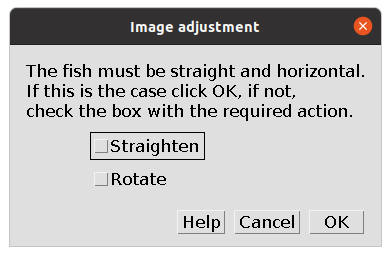 Image adjustment
The fish must be straight and horizontal.
If this is the case click OK, if not,
check the box with the required action.
Straighten
Rotate
Help Cancel OK